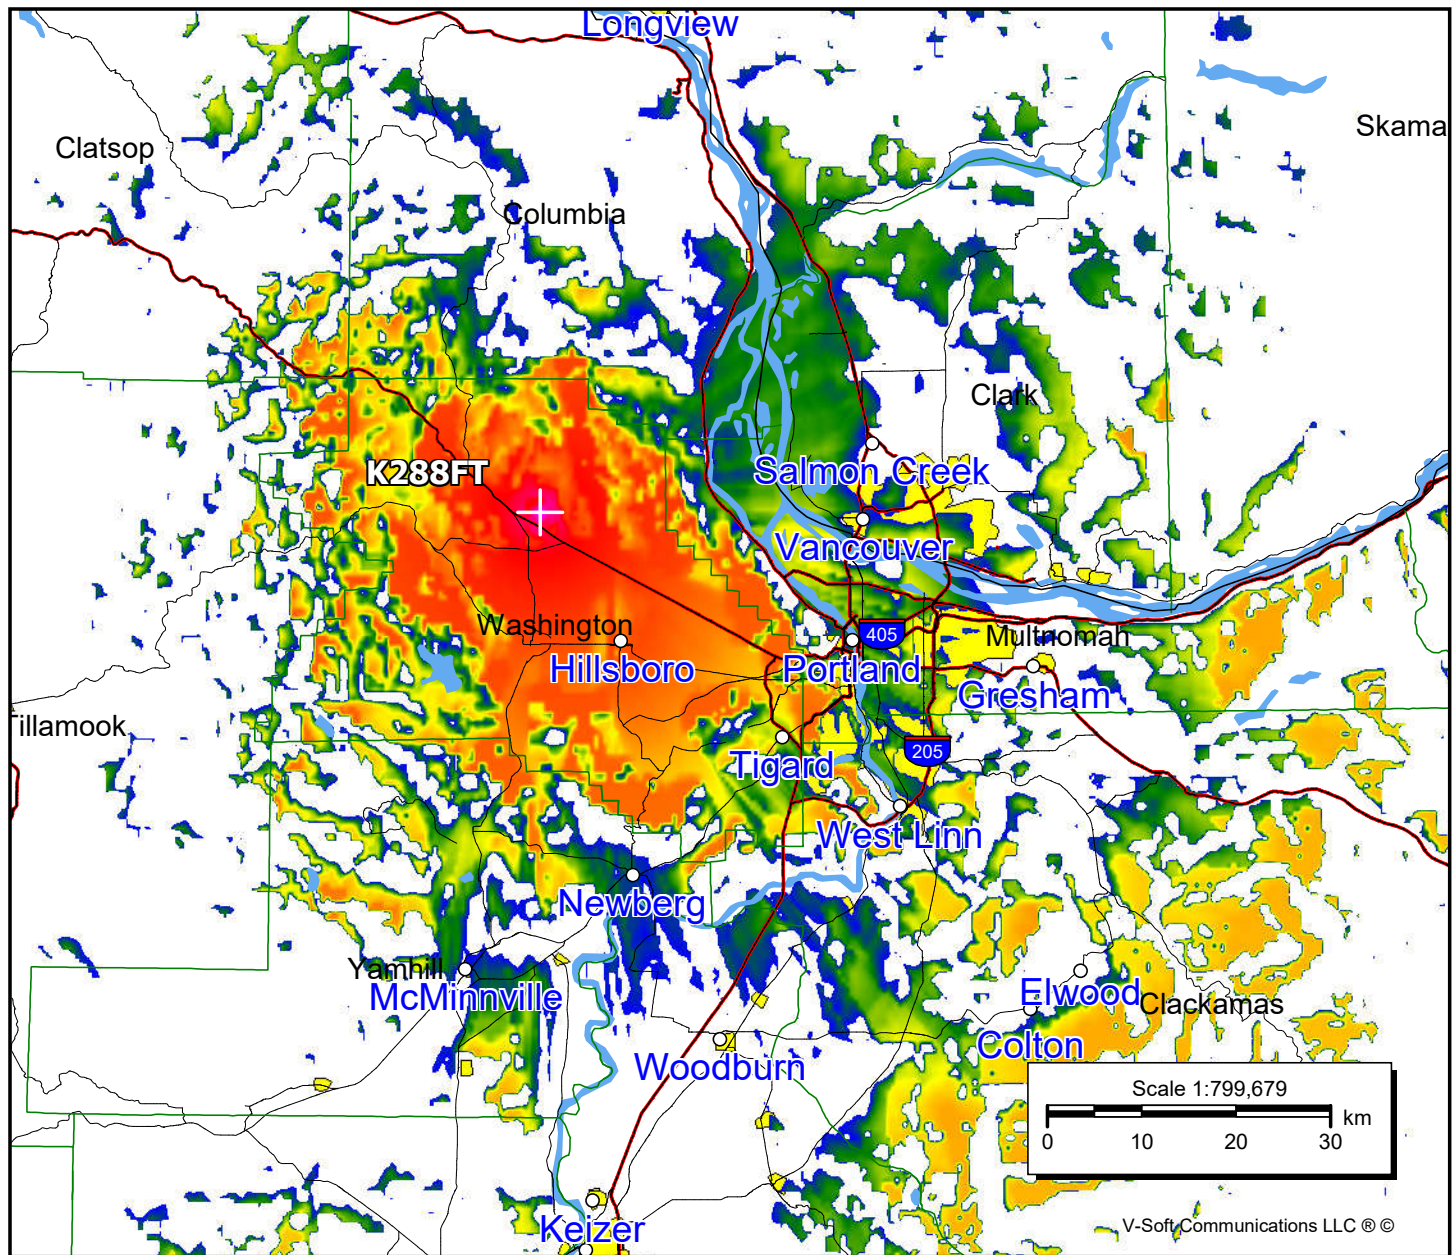 Longview
Skama
Clatsop
Columbia
Clark
K288FT
Salmon Creek
Vancouver
Washington
405
Multnomah
Hillsboro
Portland
Gresham
Tillamook
205
Tigard
West Linn
Newberg
Yamhill
McMinnville
Elwood
Clackamas
Colton
Woodburn
Scale 1:799,679
km
0 10 20 30
Keizer
V-Soft Communications LLC ® ©